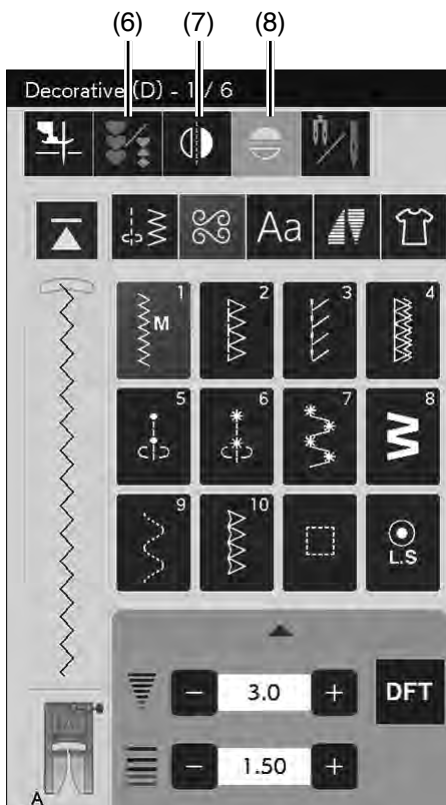 (6) (7) (8)
Decorative (D) - 1 / 6
Aa
1 2 3 4
M
5 6 7 8
W
9 10
L.S
- 3.0 + DFT
- 1.50 +
A